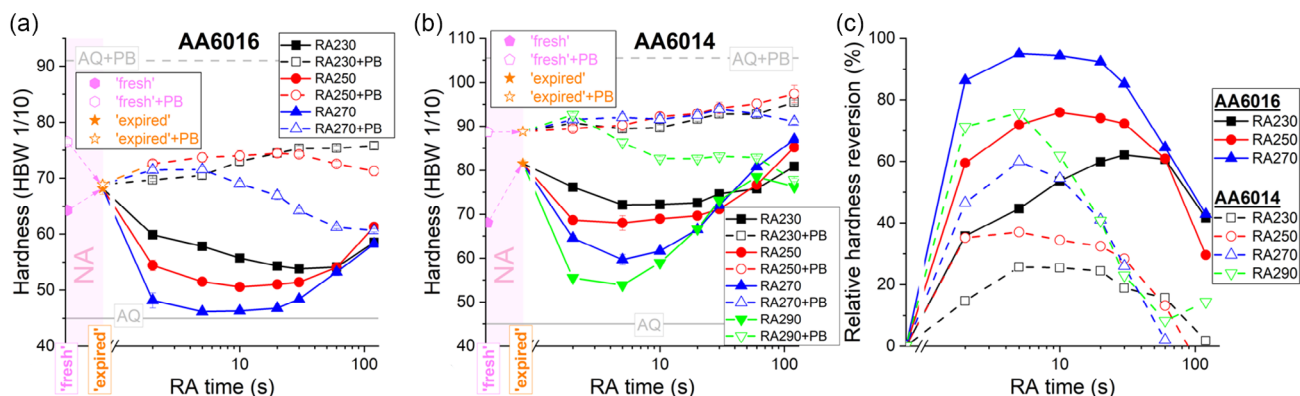 (a)
AA6016
Hardness (HBW 1/10)
95
90
80
70
60
50
40
AQ+PB
'fresh'
'fresh'+PB
'expired'
'expired'+PB
RA230
RA230+PB
RA250
RA250+PB
RA270
RA270+PB
NA
AQ
'fresh'
'expired'
10
100
RA time (s)
(b)
AA6014
Hardness (HBW 1/10)
110
100
90
80
70
60
50
40
'fresh'
'fresh'+PB
'expired'
'expired'+PB
AQ+PB
NA
AQ
RA230
RA230+PB
RA250
RA250+PB
RA270
RA270+PB
RA290
RA290+PB
'fresh'
'expired'
10
100
RA time (s)
(c)
Relative hardness reversion (%)
100
80
60
40
20
0
AA6016
RA230
RA250
RA270
AA6014
RA230
RA250
RA270
RA290
10
100
RA time (s)